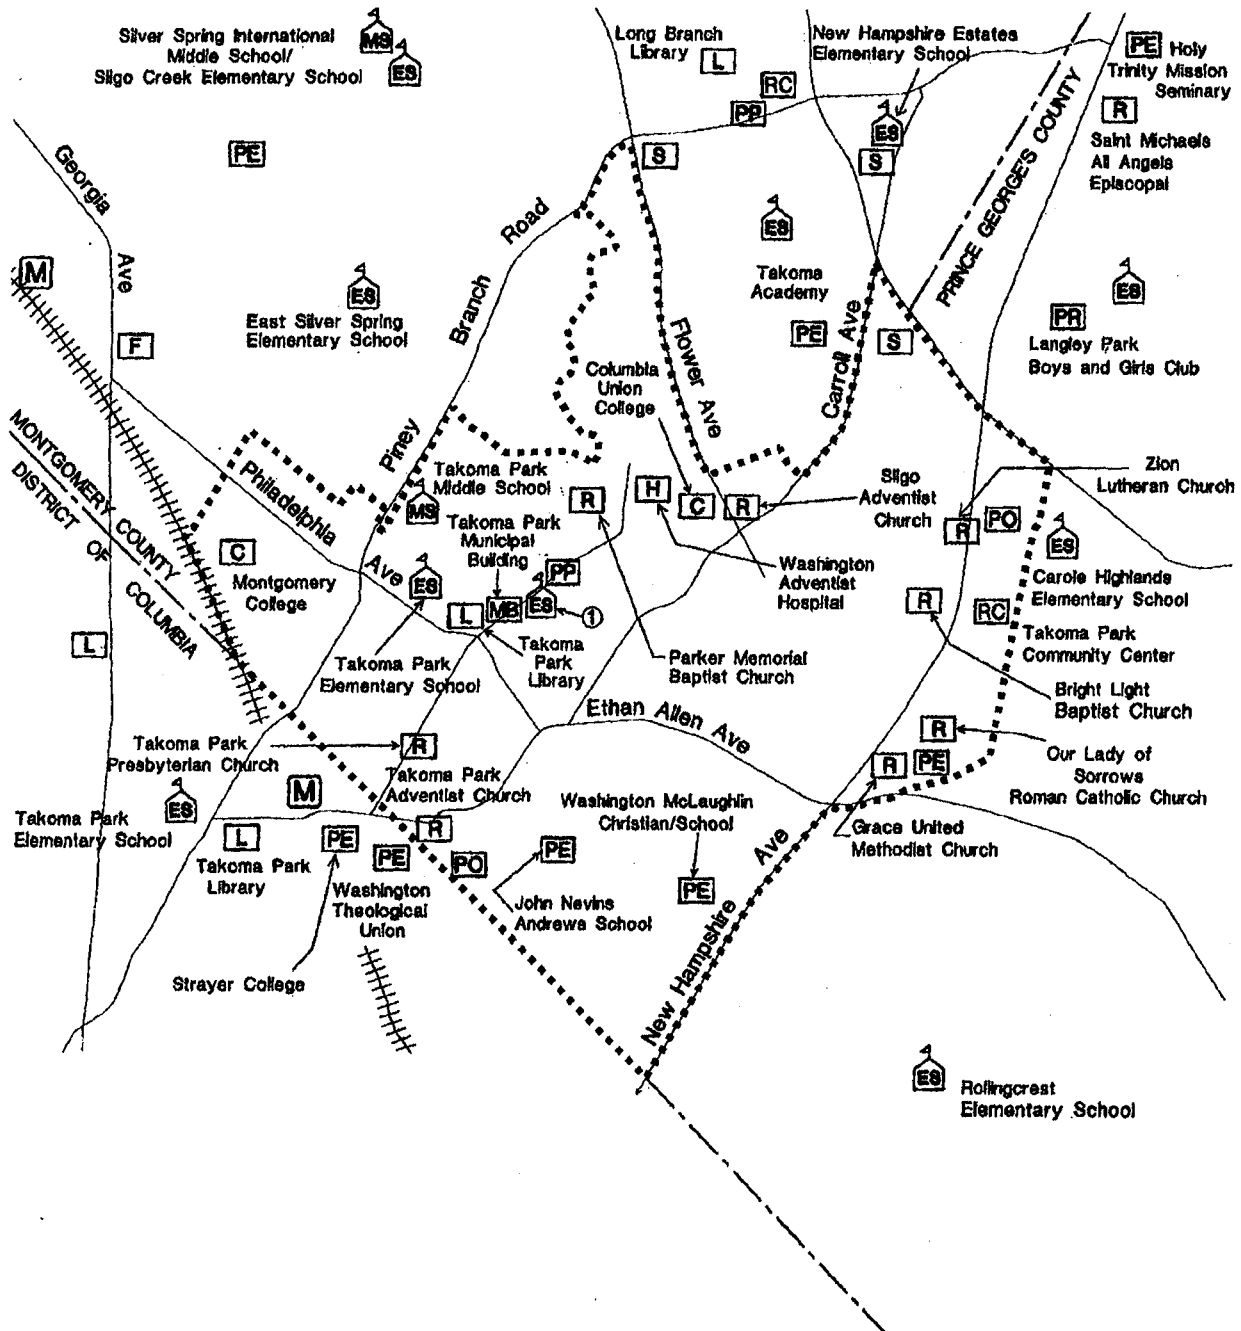 Silver Spring International
Middle School/
Sligo Creek Elementary School
MS
ES
Long Branch
Library
L
RC
PP
New Hampshire Estates
Elementary School
ES
S
S
PE
Holy
Trinity Mission
Seminary
R
Saint Michaels
All Angels
Episcopal
PRINCE GEORGE'S COUNTY
PE
Georgia
Ave
M
F
ES
East Silver Spring
Elementary School
Piney
Branch
Road
ES
Takoma
Academy
PE
S
Flower Ave
Carroll Ave
ES
PR
Langley Park
Boys and Girls Club
Columbia
Union
College
MONTGOMERY COUNTY
DISTRICT OF COLUMBIA
Philadelphia
Ave
C
Montgomery
College
Takoma Park
Middle School
MS
Takoma Park
Municipal
Building
ES
L
MB
ES
PP
1
R
H
C
R
Sligo
Adventist
Church
Zion
Lutheran Church
R
PO
ES
Carole Highlands
Elementary School
Washington
Adventist
Hospital
R
RC
Takoma Park
Community Center
L
Takoma Park
Elementary School
Takoma
Park
Library
Parker Memorial
Baptist Church
Bright Light
Baptist Church
Ethan Allen Ave
Takoma Park
Presbyterian Church
R
R
Our Lady of
Sorrows
Roman Catholic Church
R
PE
M
Takoma Park
Adventist Church
Washington McLaughlin
Christian/School
Grace United
Methodist Church
ES
Takoma Park
Elementary School
L
Takoma Park
Library
PE
PE
R
PO
PE
PE
Washington
Theological
Union
John Nevins
Andrews School
Strayer College
New Hampshire Ave
ES
Rollingcrest
Elementary School